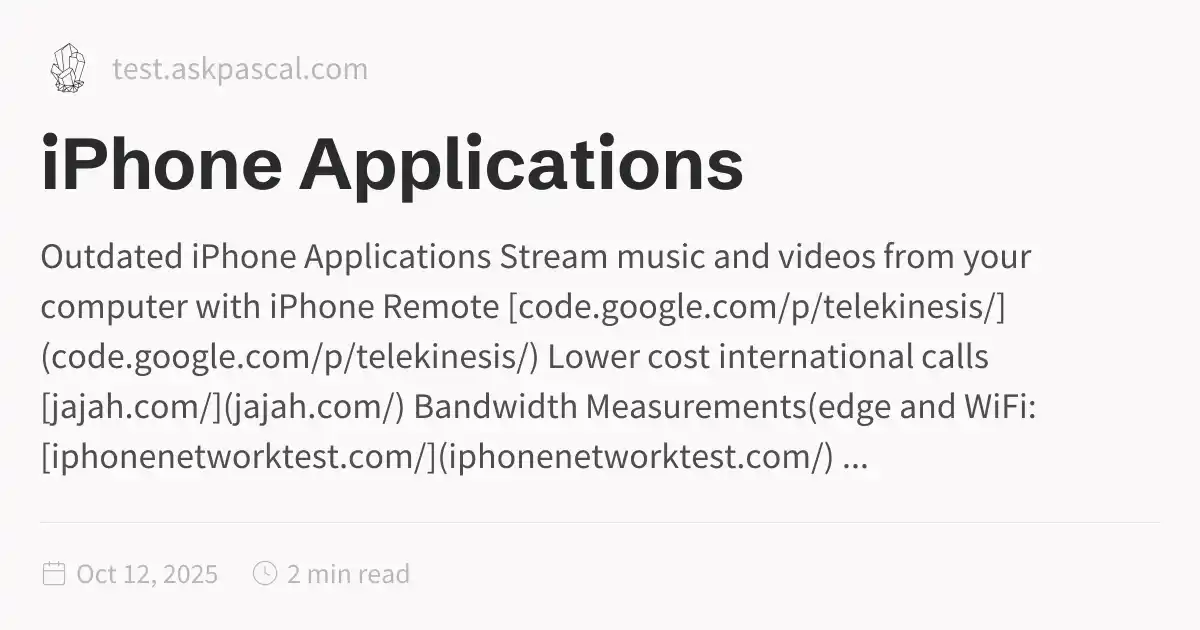 test.askpascal.com
iPhone Applications
Outdated iPhone Applications Stream music and videos from your
computer with iPhone Remote [code.google.com/p/telekinesis/]
(code.google.com/p/telekinesis/) Lower cost international calls
[jajah.com/](jajah.com/) Bandwidth Measurements(edge and WiFi:
[iphonenetworktest.com/](iphonenetworktest.com/) ...
Oct 12, 2025 2 min read